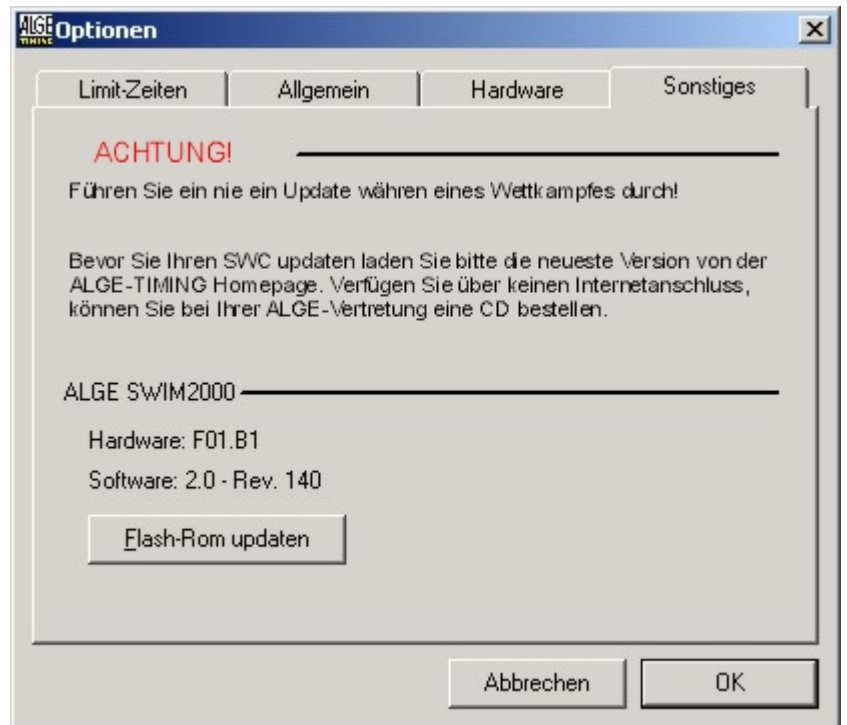 ALGE
TIMING
Optionen
Limit-Zeiten
Allgemein
Hardware
Sonstiges
ACHTUNG!
Führen Sie ein nie ein Update währen eines Wettkampfes durch!
Bevor Sie Ihren SWC updaten laden Sie bitte die neueste Version von der
ALGE-TIMING Homepage. Verfügen Sie über keinen Internetanschluss,
können Sie bei Ihrer ALGE-Vertretung eine CD bestellen.
ALGE SWIM2000
Hardware: F01.B1
Software: 2.0 - Rev. 140
Flash-Rom updaten
Abbrechen
OK